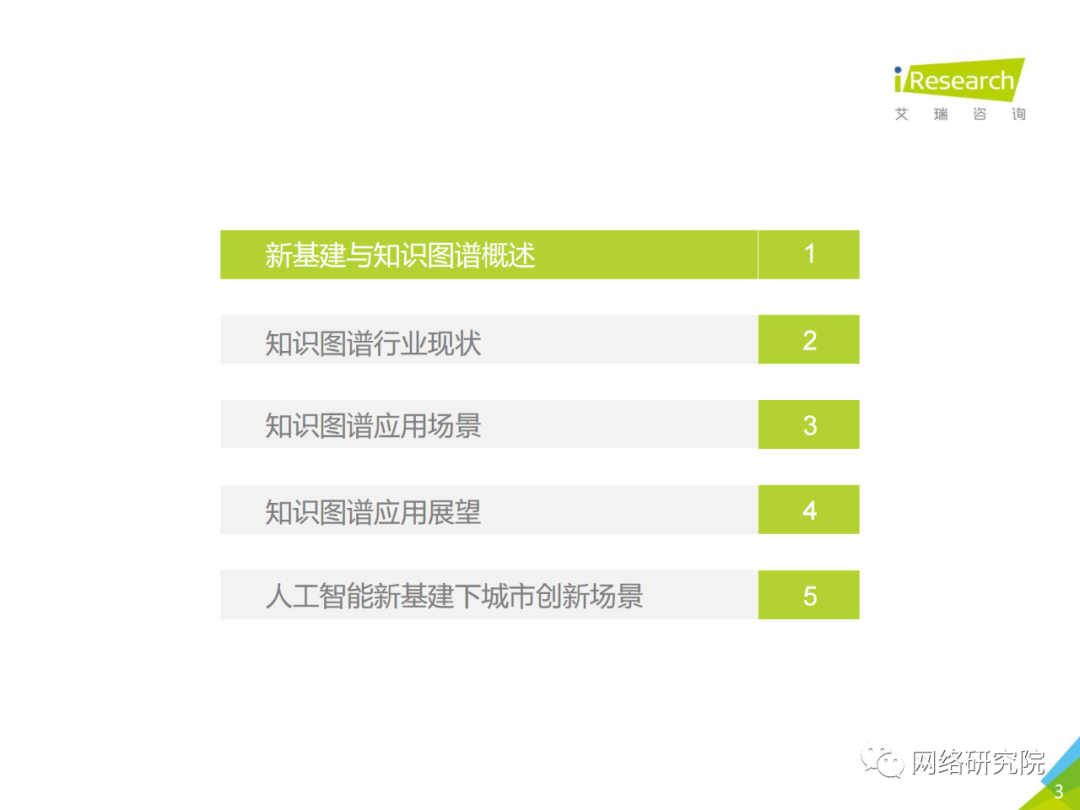 iResearch
艾瑞咨询
新基建与知识图谱概述 1
知识图谱行业现状 2
知识图谱应用场景 3
知识图谱应用展望 4
人工智能新基建下城市创新场景 5
网络研究院
3